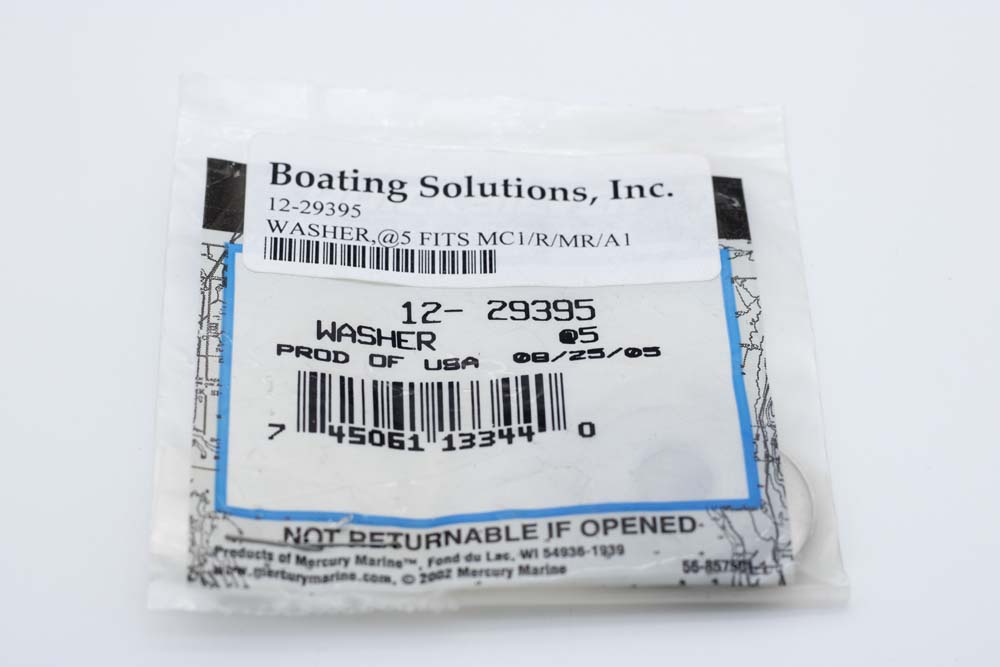 Boating Solutions, Inc.
12-29395
WASHER,@5 FITS MC1/R/MR/A1
12- 29395
WASHER @5
PROD OF USA 08/25/05
7 45061 13344 0
NOT RETURNABLE IF OPENED
Products of Mercury Marine™, Fond du Lac, WI 54936-1939
www.mercurymarine.com, © 2002 Mercury Marine